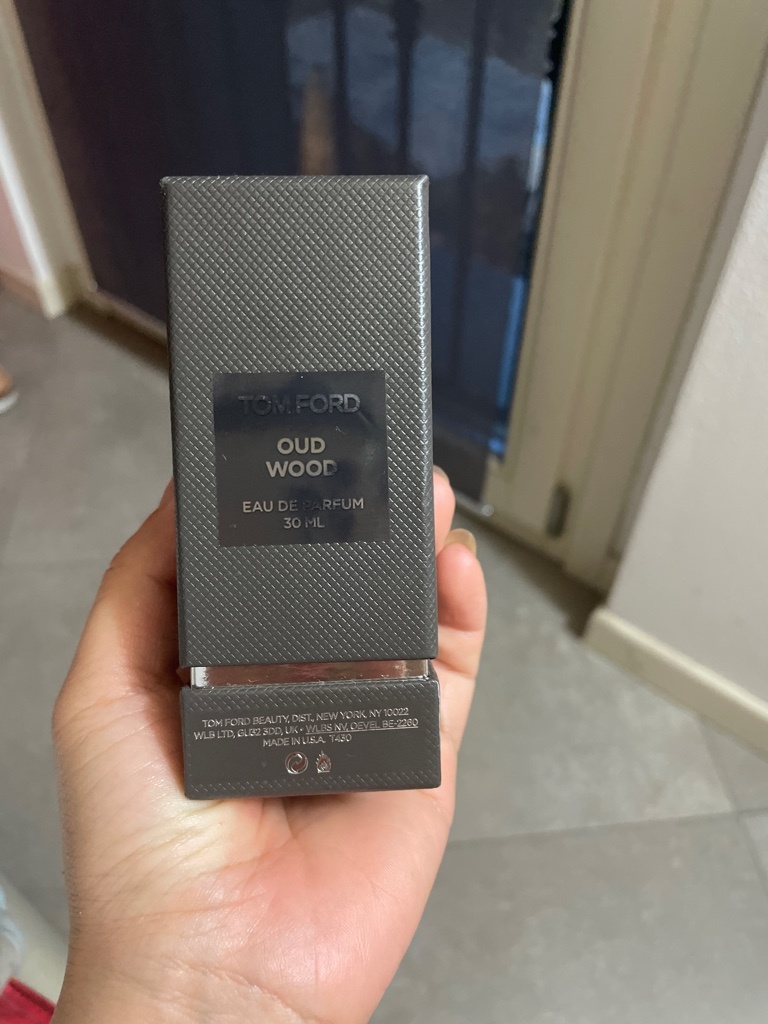 TOM FORD
OUD
WOOD
EAU DE PARFUM
30 ML
TOM FORD BEAUTY, DIST., NEW YORK, NY 10022
WLB LTD, GU32 3DD, UK • WLBS NV, OEVEL BE-2260
MADE IN U.S.A. T430